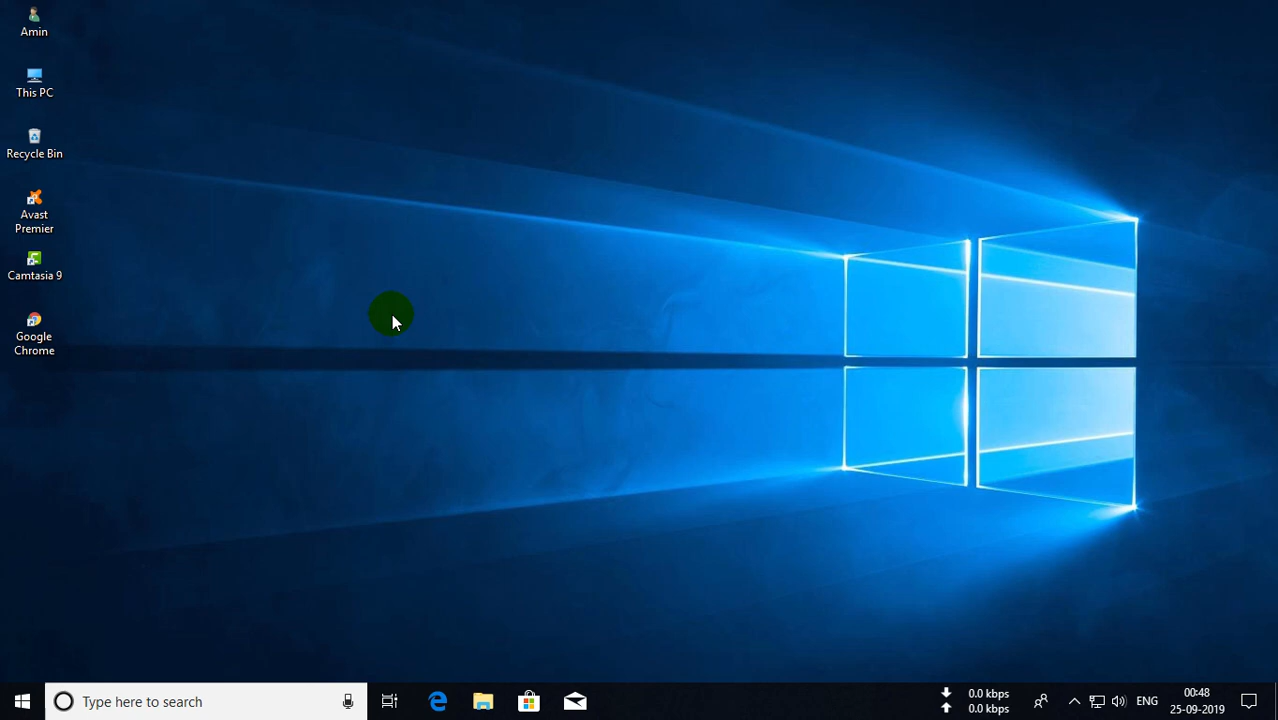 Amin
This PC
Recycle Bin
Avast
Premier
Camtasia 9
Google
Chrome
Type here to search
0.0 kbps
0.0 kbps
ENG
00:48
25-09-2019